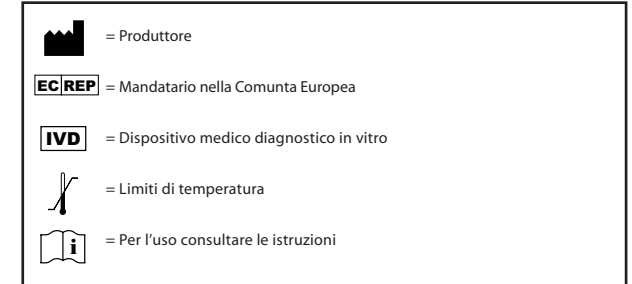 = Produttore
EC REP = Mandatario nella Comunta Europea
IVD = Dispositivo medico diagnostico in vitro
= Limiti di temperatura
i = Per l'uso consultare le istruzioni